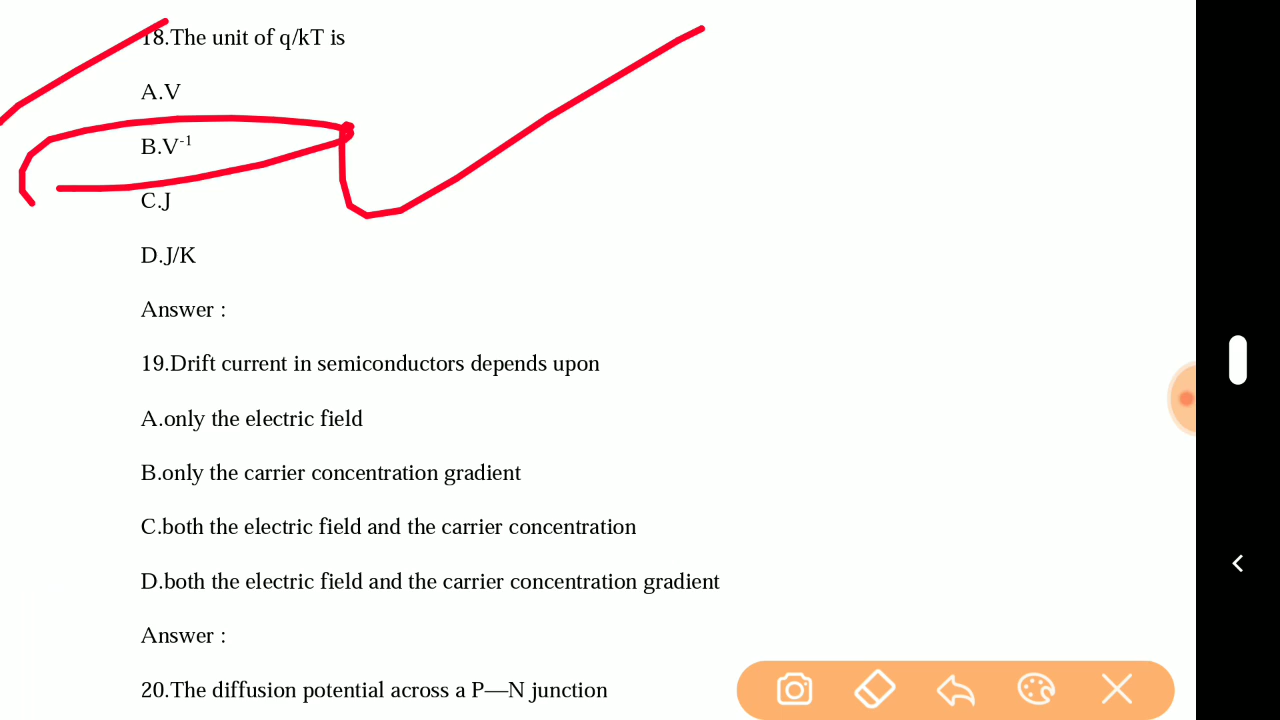 18.The unit of q/kT is
A.V
B.V⁻¹
C.J
D.J/K
Answer :
19.Drift current in semiconductors depends upon
A.only the electric field
B.only the carrier concentration gradient
C.both the electric field and the carrier concentration
D.both the electric field and the carrier concentration gradient
Answer :
20.The diffusion potential across a P—N junction